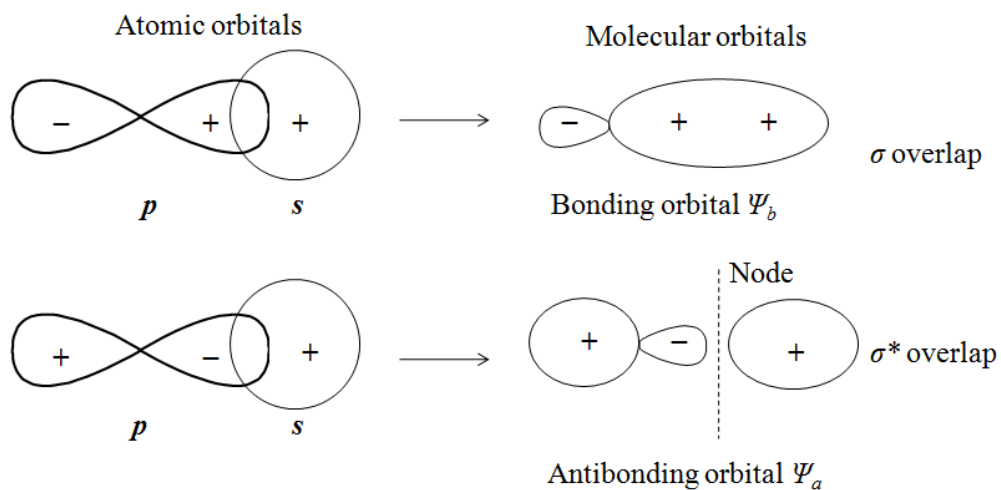 Atomic orbitals
Molecular orbitals
– + +
– + +
σ overlap
p s
Bonding orbital Ψb
Node
+ – +
+ – +
σ* overlap
p s
Antibonding orbital Ψa